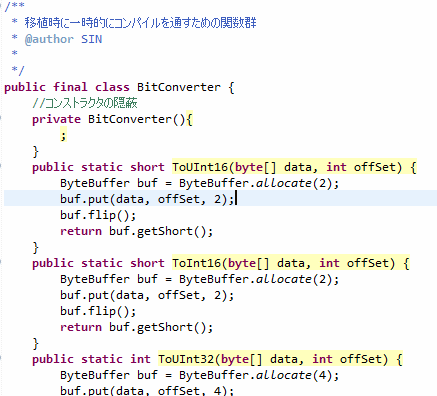 /**
 * 移植時に一時的にコンパイルを通すための関数群
 * @author SIN
 *
 */
public final class BitConverter {
    //コンストラクタの隠蔽
    private BitConverter(){
        ;
    }
    public static short ToUInt16(byte[] data, int offSet) {
        ByteBuffer buf = ByteBuffer.allocate(2);
        buf.put(data, offSet, 2);
        buf.flip();
        return buf.getShort();
    }
    public static short ToInt16(byte[] data, int offSet) {
        ByteBuffer buf = ByteBuffer.allocate(2);
        buf.put(data, offSet, 2);
        buf.flip();
        return buf.getShort();
    }
    public static int ToUInt32(byte[] data, int offSet) {
        ByteBuffer buf = ByteBuffer.allocate(4);
        buf.put(data, offSet, 4);